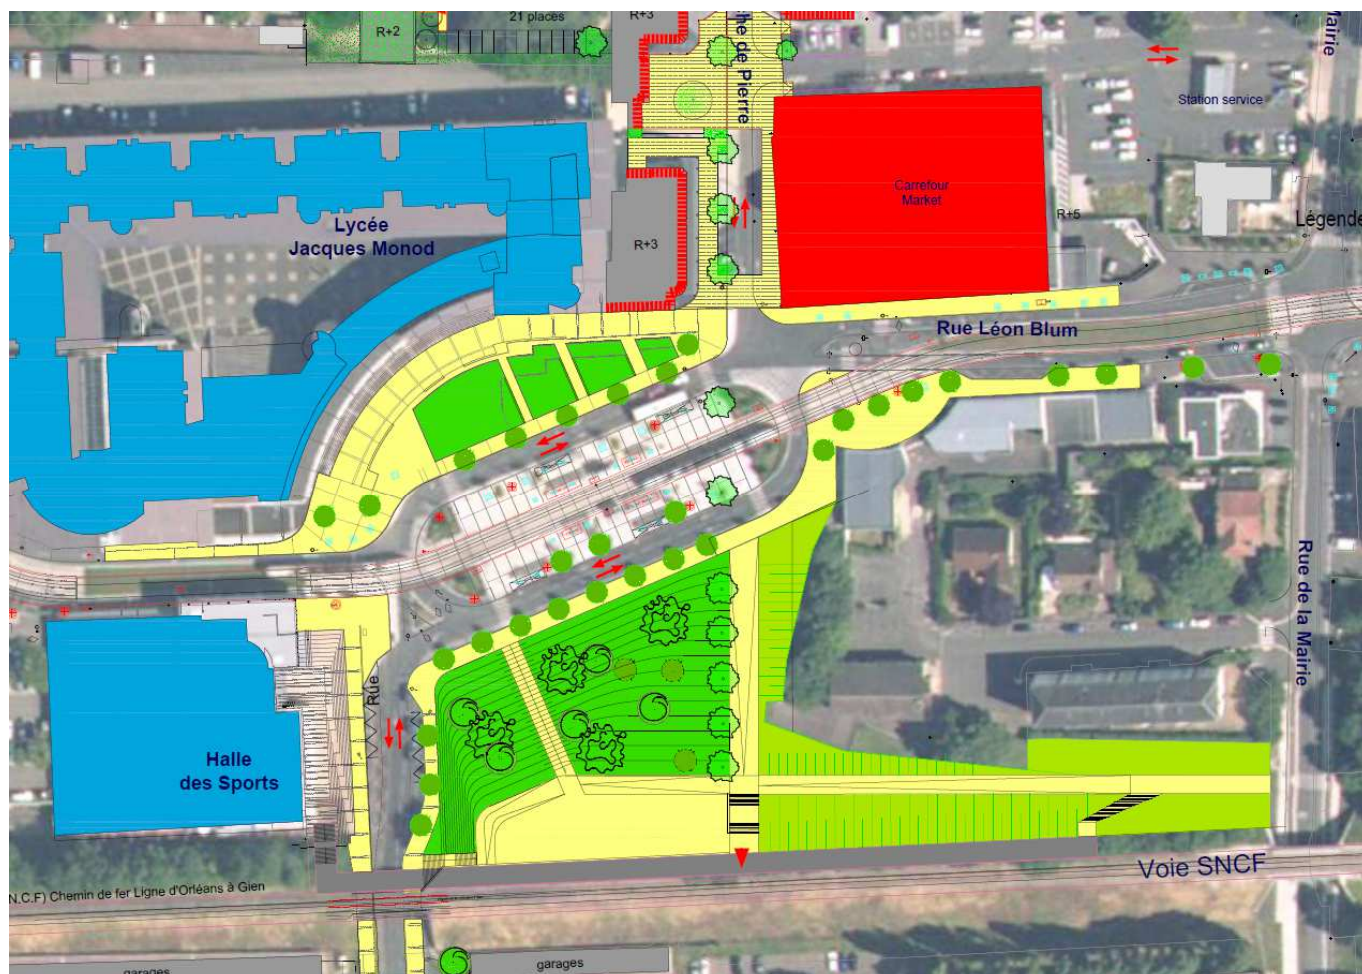 21 places
R+3
R+2
che de Pierre
Mairie
Station service
Carrefour
Market
R+5
Légende
Lycée
Jacques Monod
R+3
Rue Léon Blum
Rue de la Mairie
Rue
Halle
des Sports
Voie SNCF
N.C.F) Chemin de fer Ligne d'Orléans à Gien
garages
garages